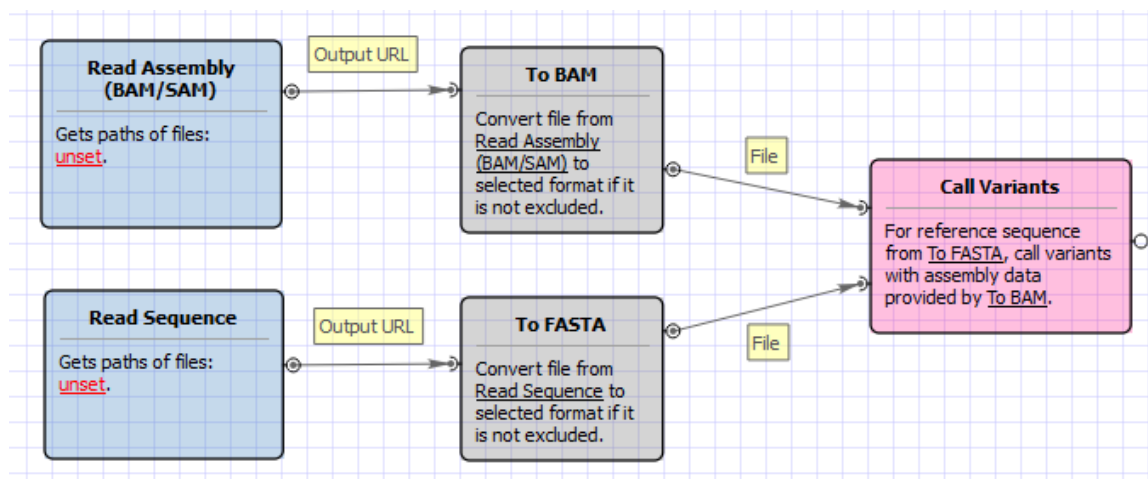 Read Assembly
(BAM/SAM)
Gets paths of files:
unset.
Output URL
To BAM
Convert file from
Read Assembly
(BAM/SAM) to
selected format if it
is not excluded.
File
Call Variants
For reference sequence
from To FASTA, call variants
with assembly data
provided by To BAM.
Read Sequence
Gets paths of files:
unset.
Output URL
To FASTA
Convert file from
Read Sequence to
selected format if it
is not excluded.
File